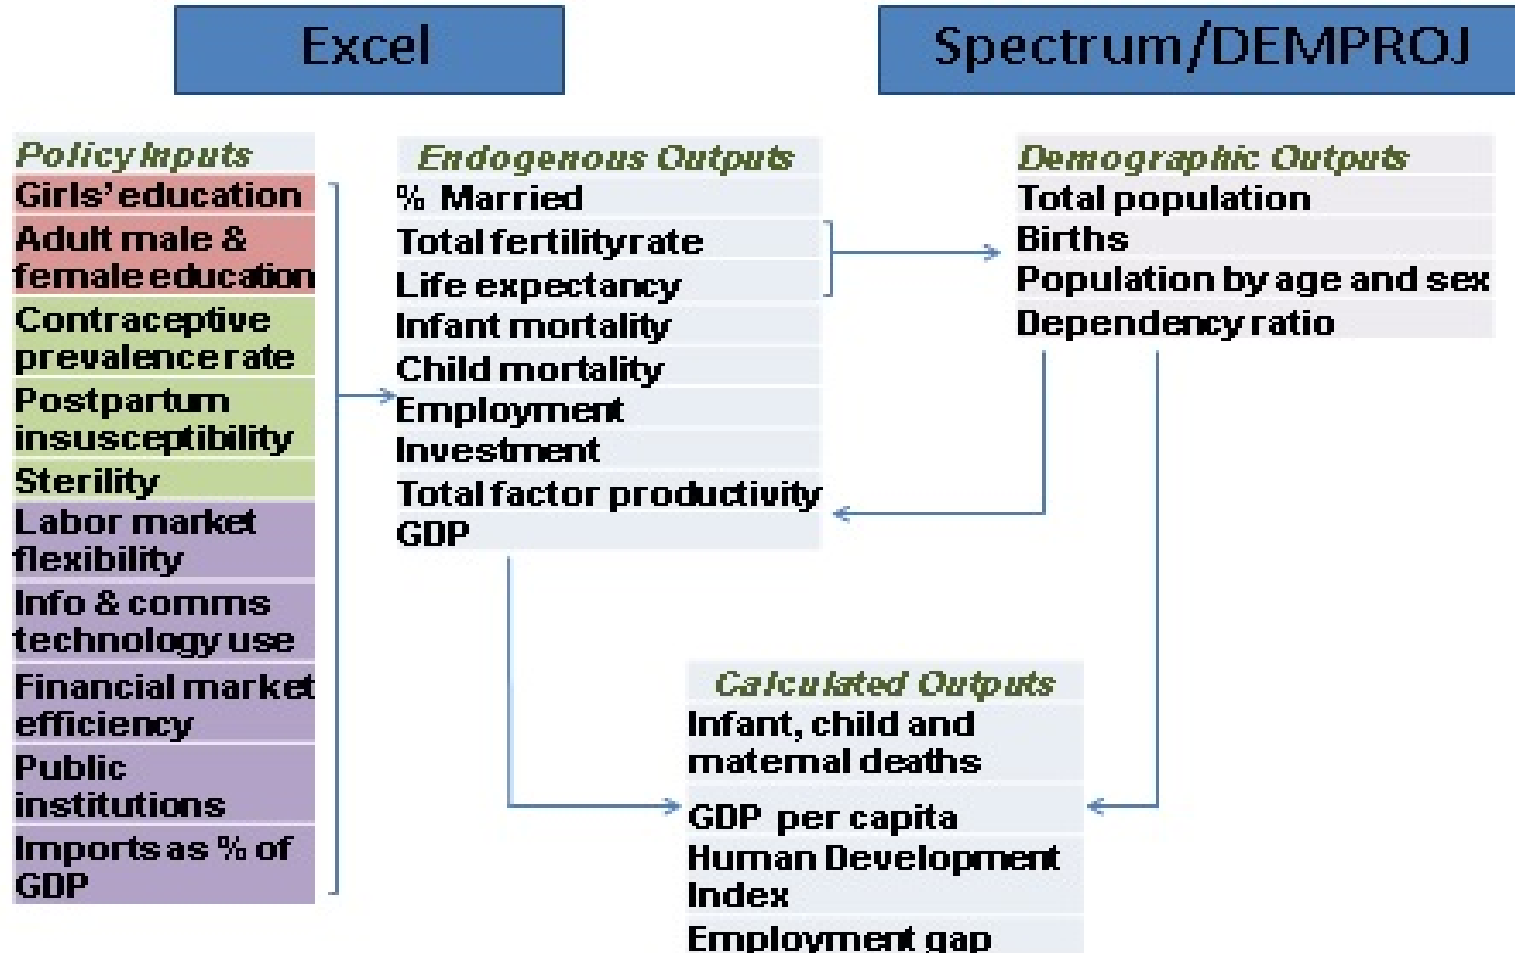 Excel
Spectrum/DEMPROJ
Policy Inputs
Girls' education
Adult male &
female education
Contraceptive
prevalence rate
Postpartum
insusceptibility
Sterility
Labor market
flexibility
Info & comms
technology use
Financial market
efficiency
Public
institutions
Imports as % of
GDP
Endogenous Outputs
% Married
Total fertility rate
Life expectancy
Infant mortality
Child mortality
Employment
Investment
Total factor productivity
GDP
Demographic Outputs
Total population
Births
Population by age and sex
Dependency ratio
Calculated Outputs
Infant, child and
maternal deaths
GDP per capita
Human Development
Index
Employment gap